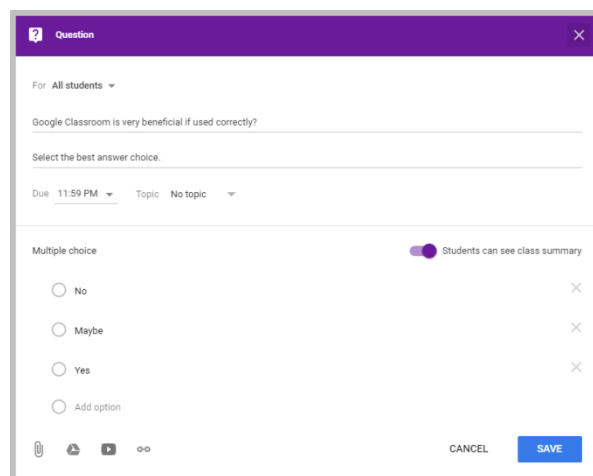 Question
For All students
Google Classroom is very beneficial if used correctly?
Select the best answer choice.
Due 11:59 PM Topic No topic
Multiple choice Students can see class summary
No
Maybe
Yes
Add option
CANCEL SAVE